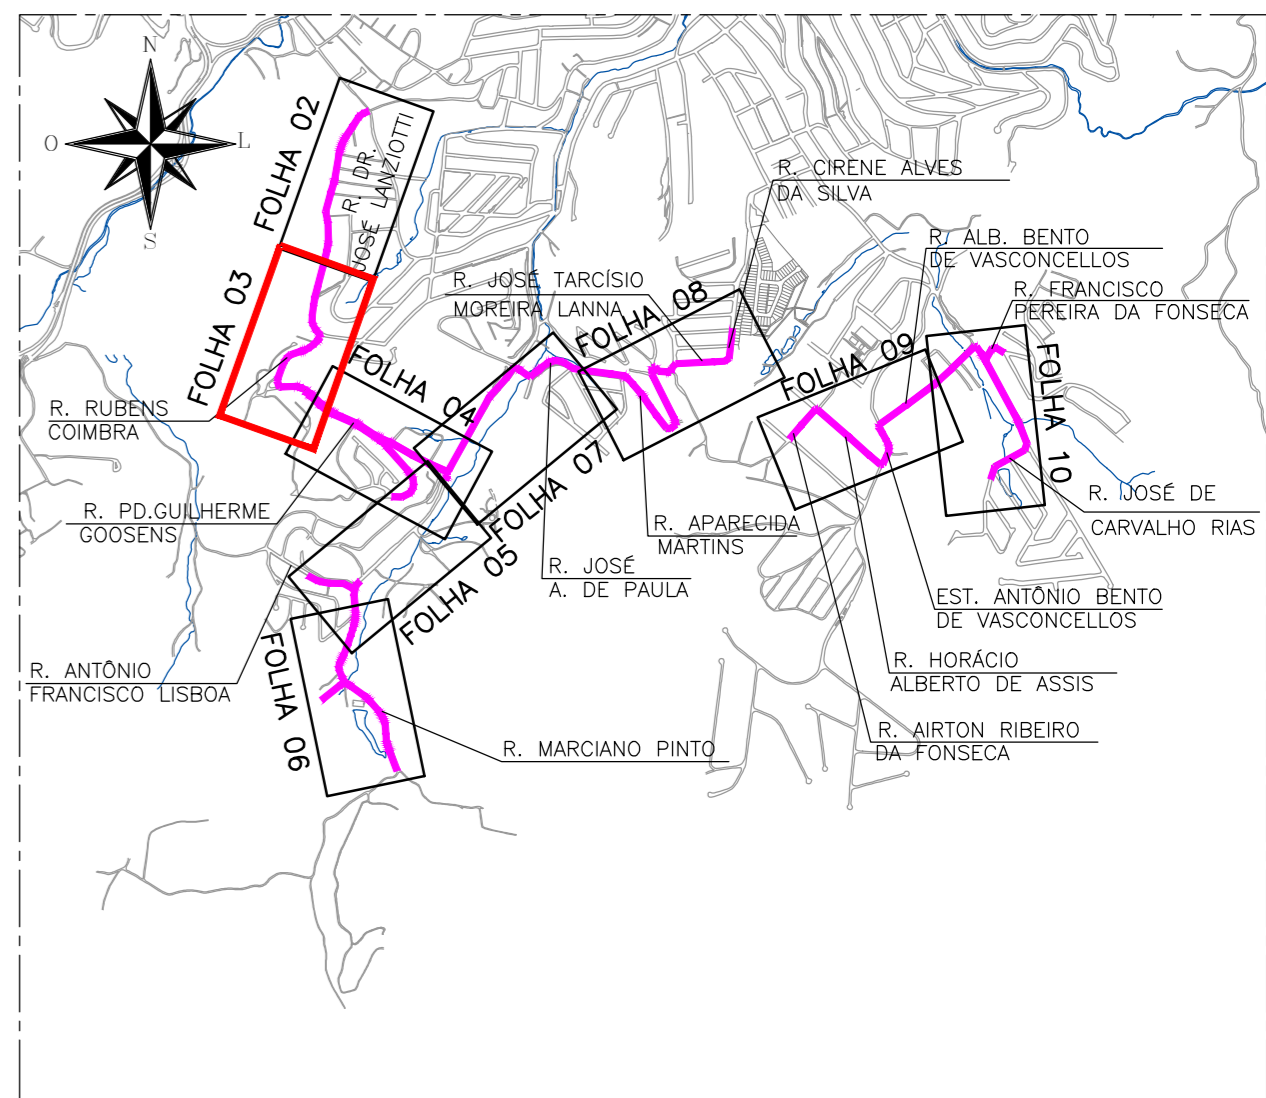 N
O
L
S
FOLHA 02
R. DR.
JOSÉ LANZIOTTI
FOLHA 03
R. CIRENE ALVES
DA SILVA
R. ALB. BENTO
DE VASCONCELLOS
R. JOSÉ TARCÍSIO
MOREIRA LANNA
FOLHA 08
R. FRANCISCO
PEREIRA DA FONSECA
FOLHA 04
FOLHA 09
FOLHA 10
R. RUBENS
COIMBRA
FOLHA 07
R. PD.GUILHERME
GOOSENS
FOLHA 05
R. APARECIDA
MARTINS
R. JOSÉ DE
CARVALHO RIAS
R. JOSÉ
A. DE PAULA
EST. ANTÔNIO BENTO
DE VASCONCELLOS
FOLHA 06
R. ANTÔNIO
FRANCISCO LISBOA
R. HORÁCIO
ALBERTO DE ASSIS
R. AIRTON RIBEIRO
DA FONSECA
R. MARCIANO PINTO